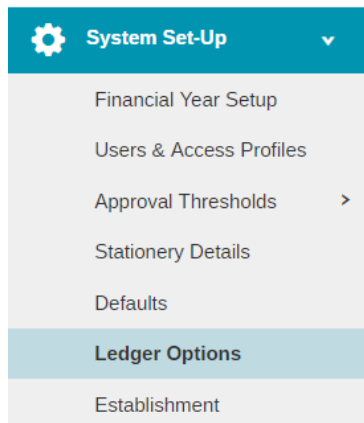 System Set-Up
Financial Year Setup
Users & Access Profiles
Approval Thresholds
Stationery Details
Defaults
Ledger Options
Establishment